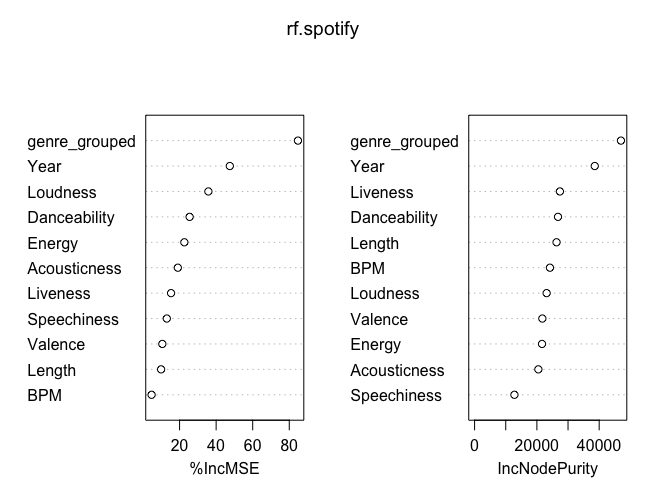 rf.spotify
genre_grouped
Year
Loudness
Danceability
Energy
Acousticness
Liveness
Speechiness
Valence
Length
BPM
20 40 60 80
%IncMSE
genre_grouped
Year
Liveness
Danceability
Length
BPM
Loudness
Valence
Energy
Acousticness
Speechiness
0 20000 40000
IncNodePurity